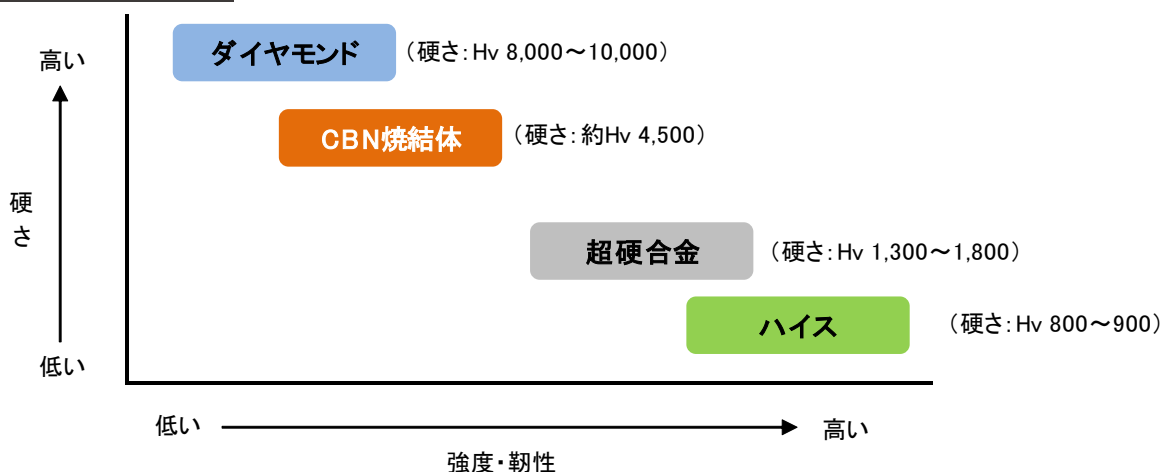 高い
ダイヤモンド
（硬さ：Hv 8,000～10,000）
CBN焼結体
（硬さ：約Hv 4,500）
硬さ
超硬合金
（硬さ：Hv 1,300～1,800）
ハイス
（硬さ：Hv 800～900）
低い
低い
高い
強度・靭性